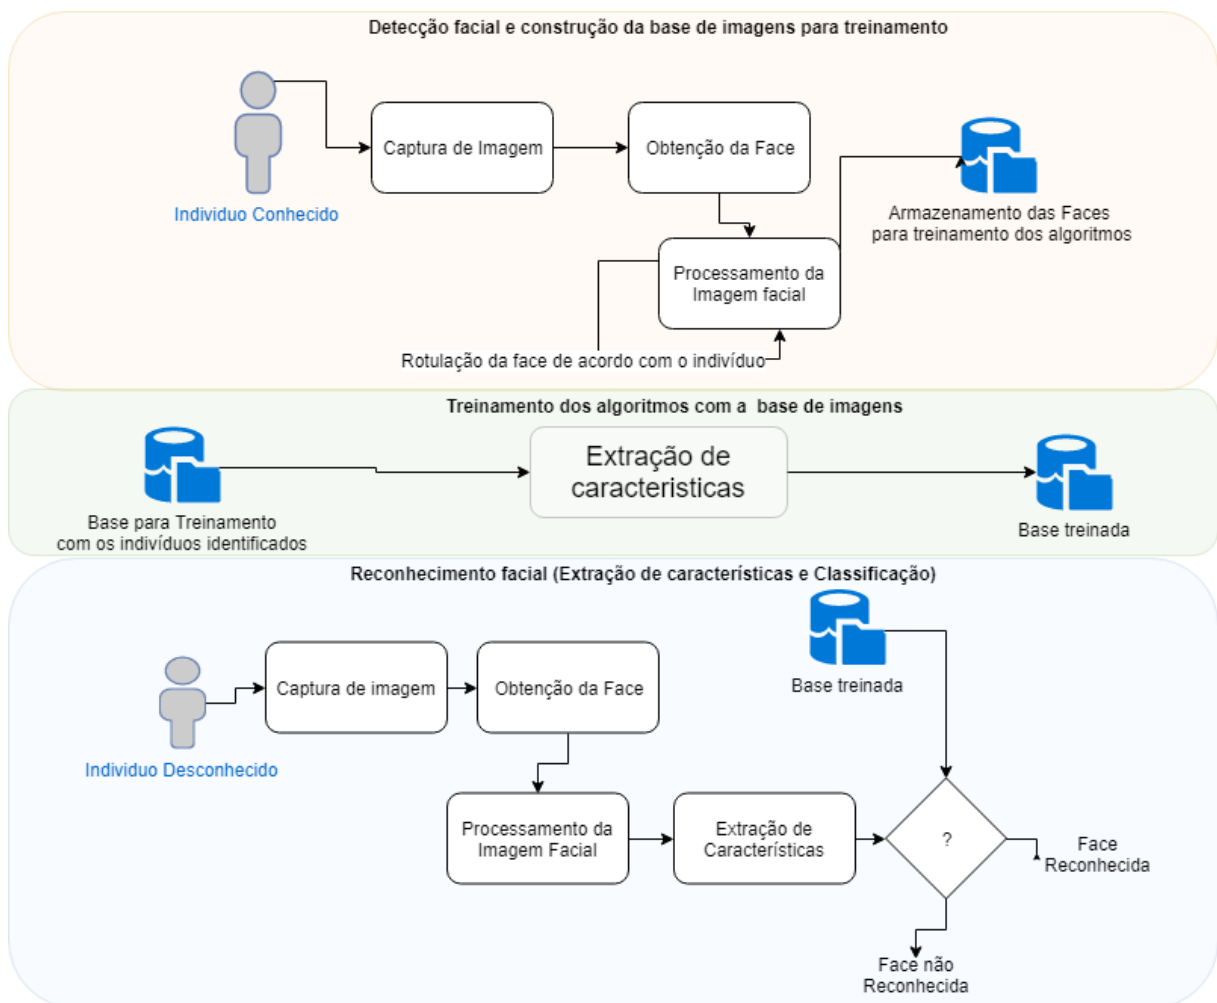 Detecção facial e construção da base de imagens para treinamento
Individuo Conhecido
Captura de Imagem
Obtenção da Face
Armazenamento das Faces
para treinamento dos algoritmos
Processamento da
Imagem facial
Rotulação da face de acordo com o indivíduo
Treinamento dos algoritmos com a  base de imagens
Base para Treinamento
com os indivíduos identificados
Extração de
caracteristicas
Base treinada
Reconhecimento facial (Extração de características e Classificação)
Individuo Desconhecido
Captura de imagem
Obtenção da Face
Base treinada
Processamento da
Imagem Facial
Extração de
Características
?
Face
Reconhecida
Face não
Reconhecida